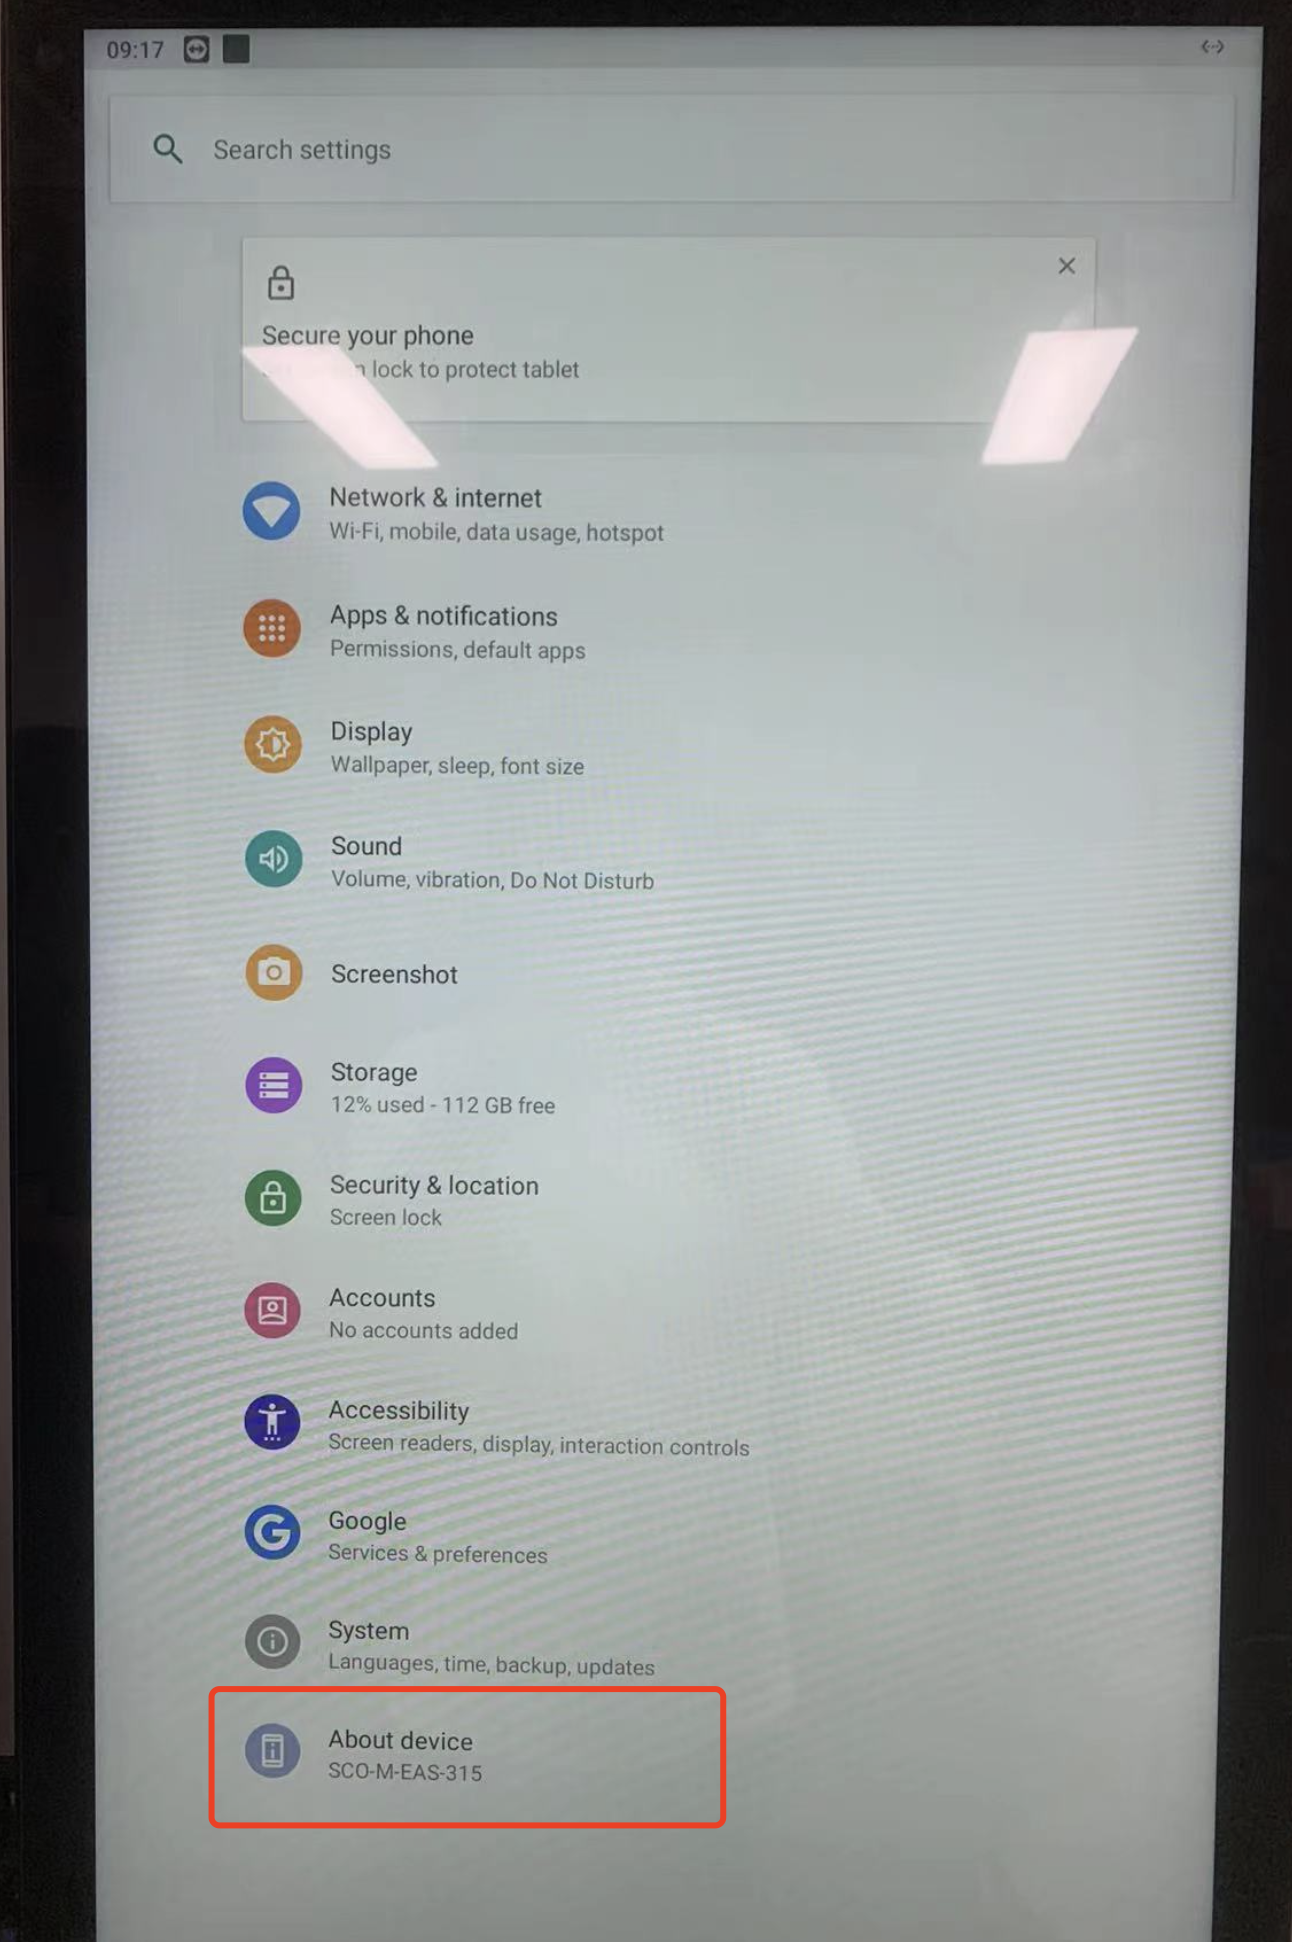 09:17
Search settings
Secure your phone
lock to protect tablet
Network & internet
Wi-Fi, mobile, data usage, hotspot
Apps & notifications
Permissions, default apps
Display
Wallpaper, sleep, font size
Sound
Volume, vibration, Do Not Disturb
Screenshot
Storage
12% used - 112 GB free
Security & location
Screen lock
Accounts
No accounts added
Accessibility
Screen readers, display, interaction controls
Google
Services & preferences
System
Languages, time, backup, updates
About device
SCO-M-EAS-315